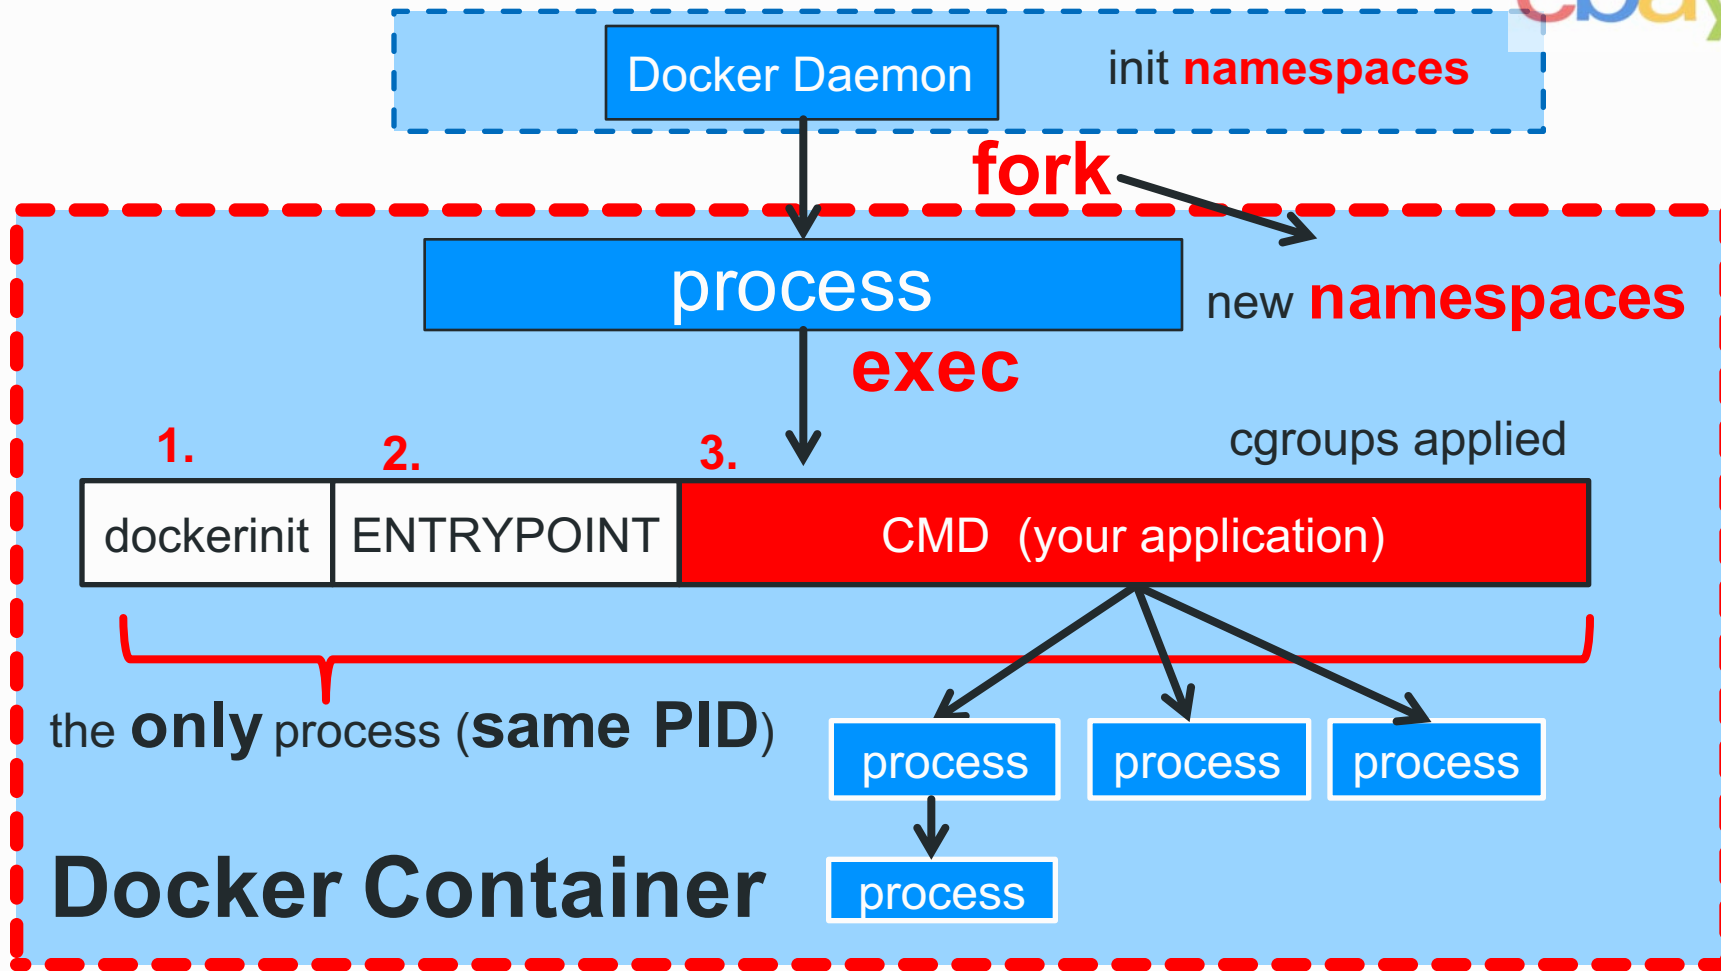 ebay
Docker Daemon
init namespaces
fork
process
new namespaces
exec
cgroups applied
1.
2.
3.
dockerinit
ENTRYPOINT
CMD (your application)
the only process (same PID)
process
process
process
Docker Container
process